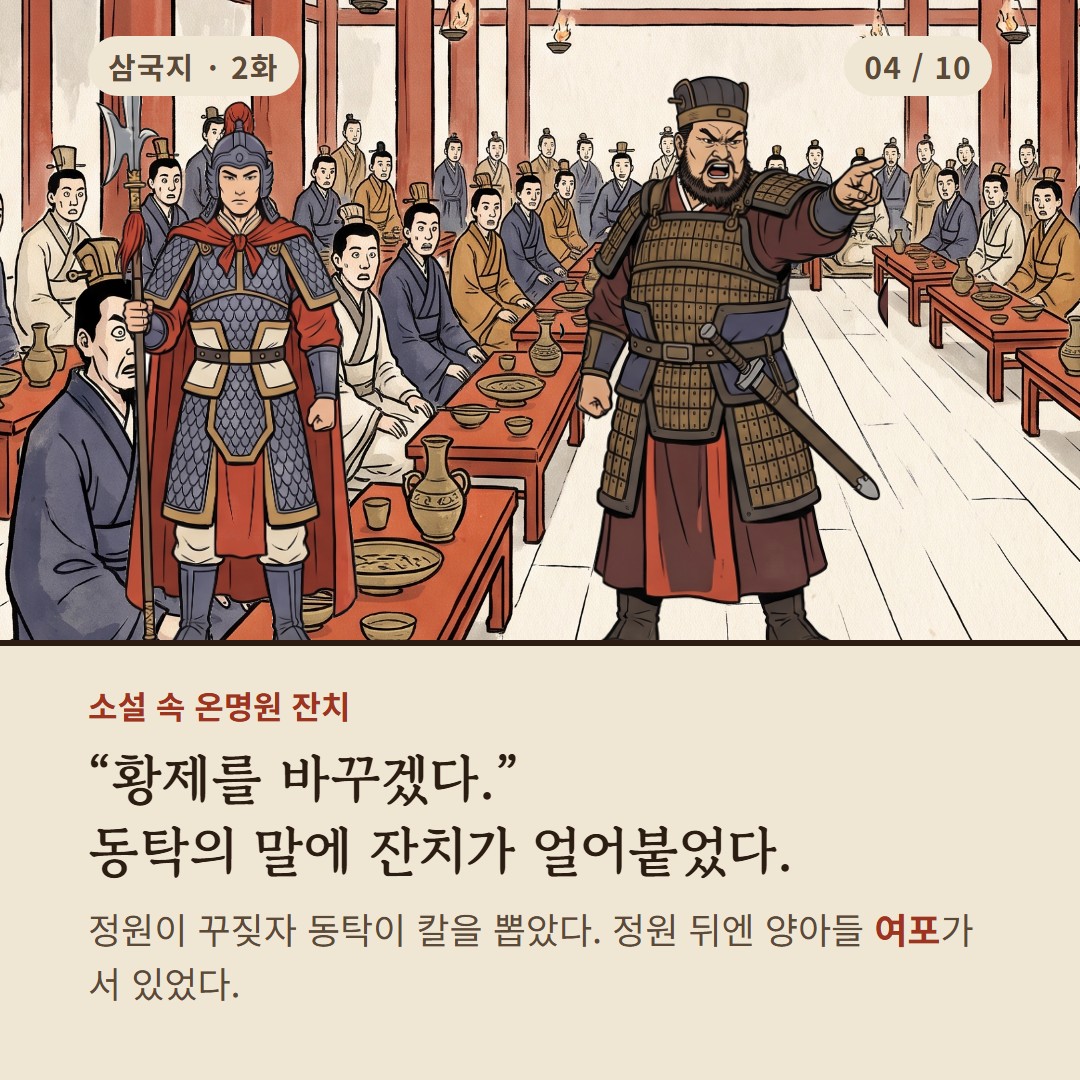 삼국지 · 2화
04 / 10
소설 속 온명원 잔치
“황제를 바꾸겠다.”
동탁의 말에 잔치가 얼어붙었다.
정원이 꾸짖자 동탁이 칼을 뽑았다. 정원 뒤엔 양아들 여포가
서 있었다.